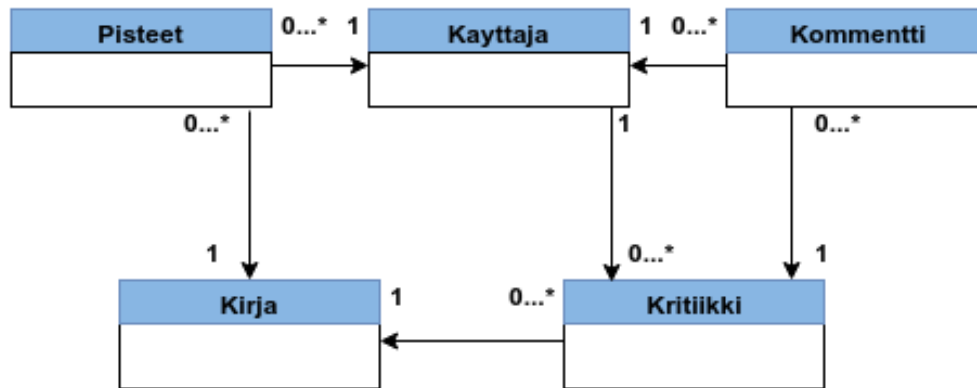 Pisteet
0...*
1
Kayttaja
1
0...*
Kommentti
0...*
1
0...*
1
0...*
1
Kirja
1
0...*
Kritiikki